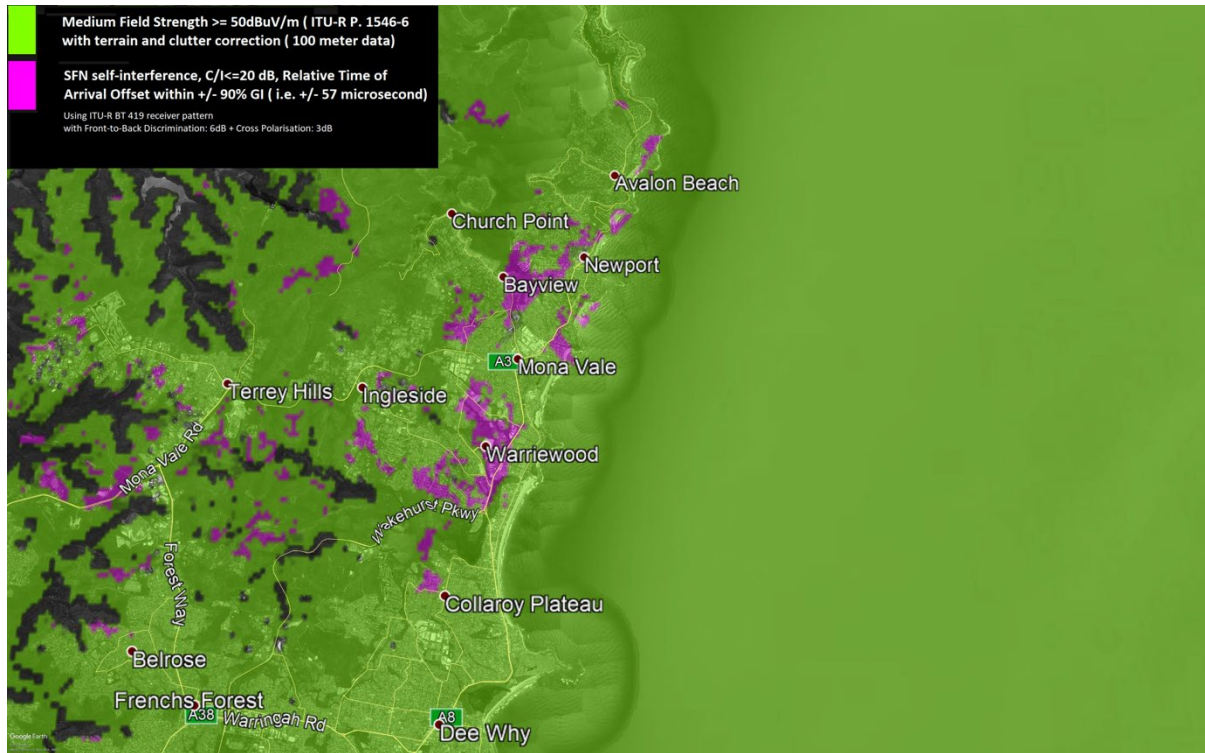 Medium Field Strength >= 50dBuV/m ( ITU-R P. 1546-6
with terrain and clutter correction ( 100 meter data)
SFN self-interference, C/I<=20 dB, Relative Time of
Arrival Offset within +/- 90% GI ( i.e. +/- 57 microsecond)
Using ITU-R BT 419 receiver pattern
with Front-to-Back Discrimination: 6dB + Cross Polarisation: 3dB
Avalon Beach
Church Point
Newport
Bayview
A3
Mona Vale
Terrey Hills
Ingleside
Warriewood
Mona Vale Rd
Wakehurst Pkwy
Forest Way
Collaroy Plateau
Belrose
Frenchs Forest
A38
Warringah Rd
A8
Dee Why
Google Earth